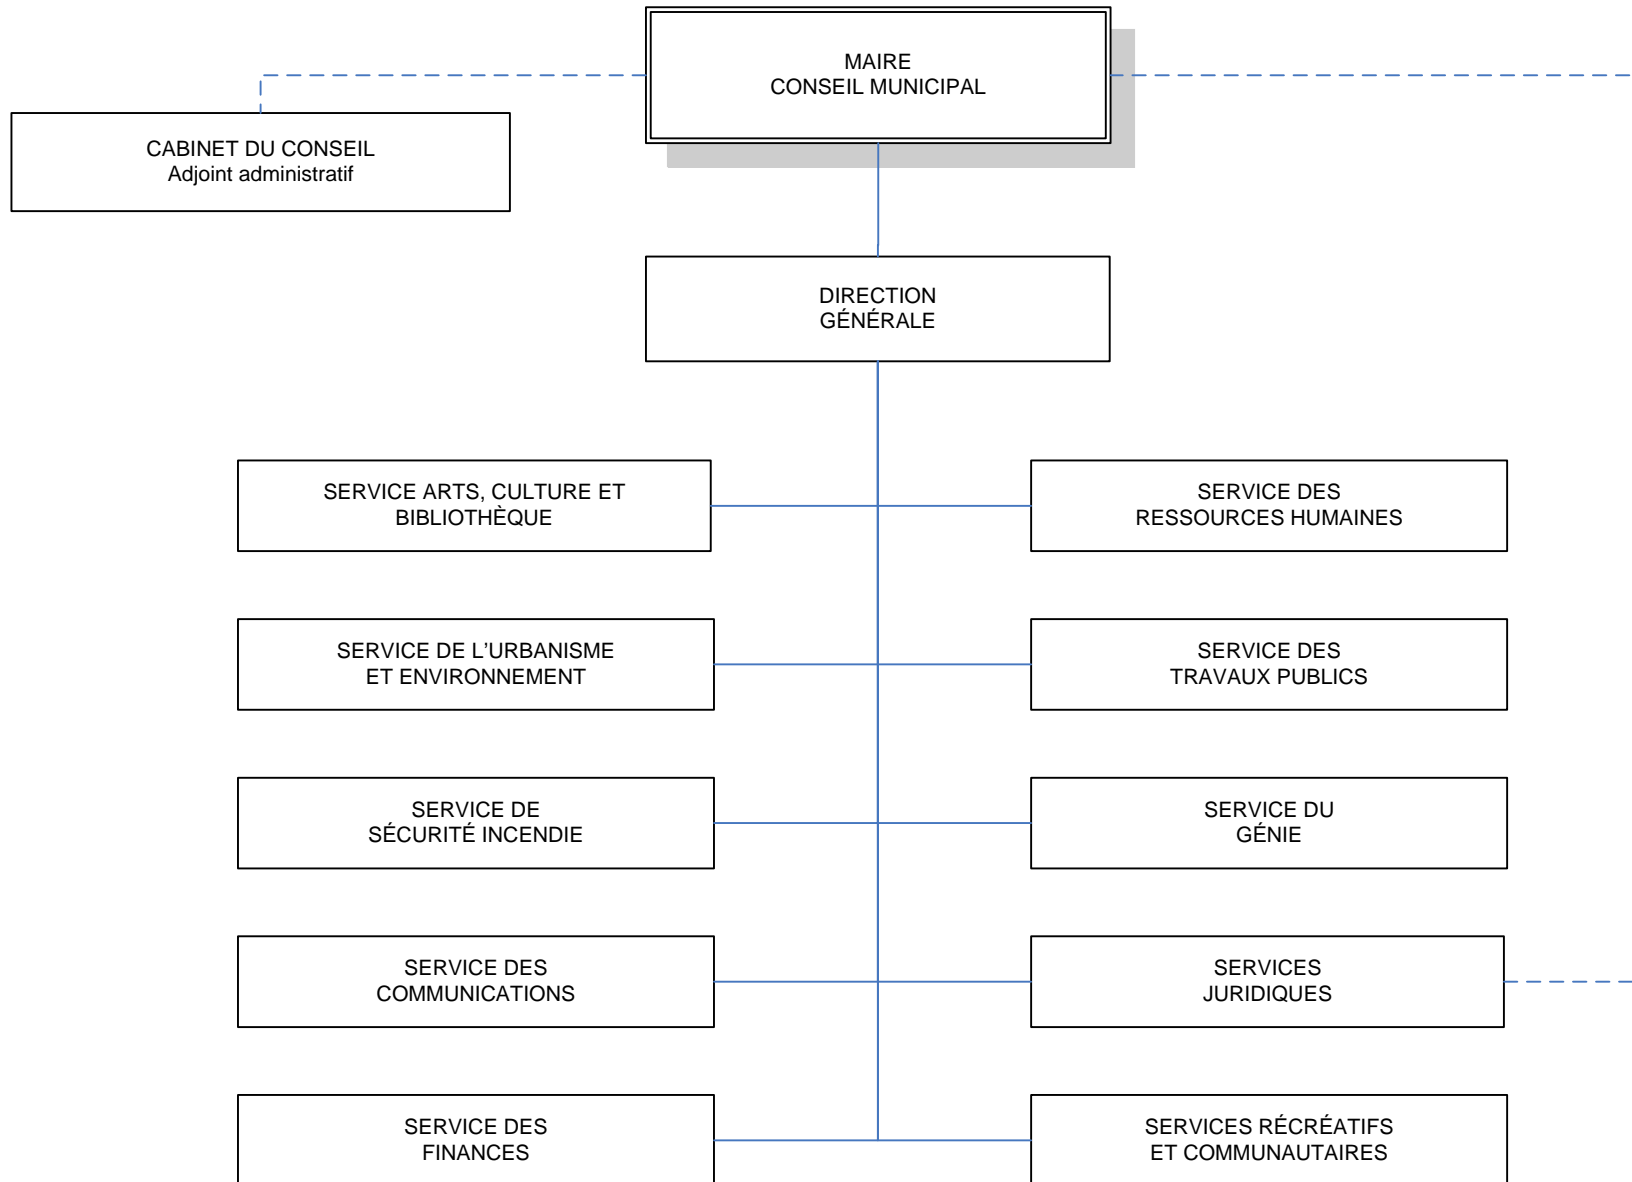 MAIRE
CONSEIL MUNICIPAL
CABINET DU CONSEIL
Adjoint administratif
DIRECTION
GÉNÉRALE
SERVICE ARTS, CULTURE ET
BIBLIOTHÈQUE
SERVICE DES
RESSOURCES HUMAINES
SERVICE DE L’URBANISME
ET ENVIRONNEMENT
SERVICE DES
TRAVAUX PUBLICS
SERVICE DE
SÉCURITÉ INCENDIE
SERVICE DU
GÉNIE
SERVICE DES
COMMUNICATIONS
SERVICES
JURIDIQUES
SERVICE DES
FINANCES
SERVICES RÉCRÉATIFS
ET COMMUNAUTAIRES